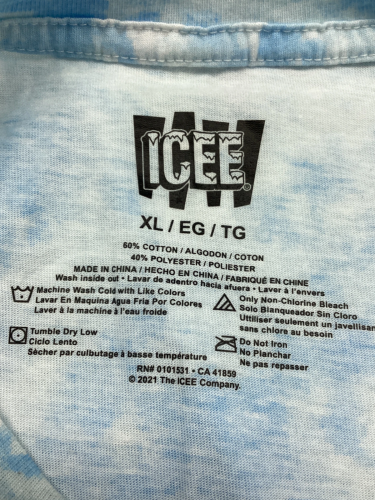 ICEE
XL / EG / TG
60% COTTON / ALGODON / COTON
40% POLYESTER / POLIESTER
MADE IN CHINA / HECHO EN CHINA / FABRIQUÉ EN CHINE
Wash inside out • Lavar de adentro hacia afuera • Laver à l'envers
Machine Wash Cold with Like Colors
Lavar En Maquina Agua Fria Por Colores
Laver à la machine à l'eau froide
Only Non-Chlorine Bleach
Solo Blanqueador Sin Cloro
Utiliser seulement un javellisan
sans chlore au besoin
Tumble Dry Low
Ciclo Lento
Sécher par culbutage à basse température
Do Not Iron
No Planchar
Ne pas repasser
RN# 0101531 • CA 41859
© 2021 The ICEE Company.